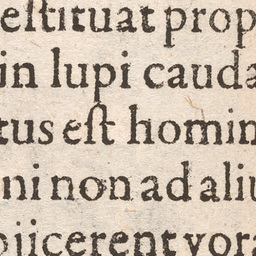 eſtituat prop
in lupi cauda
tus eſt homin
ni non ad aliu
oijcerent vora